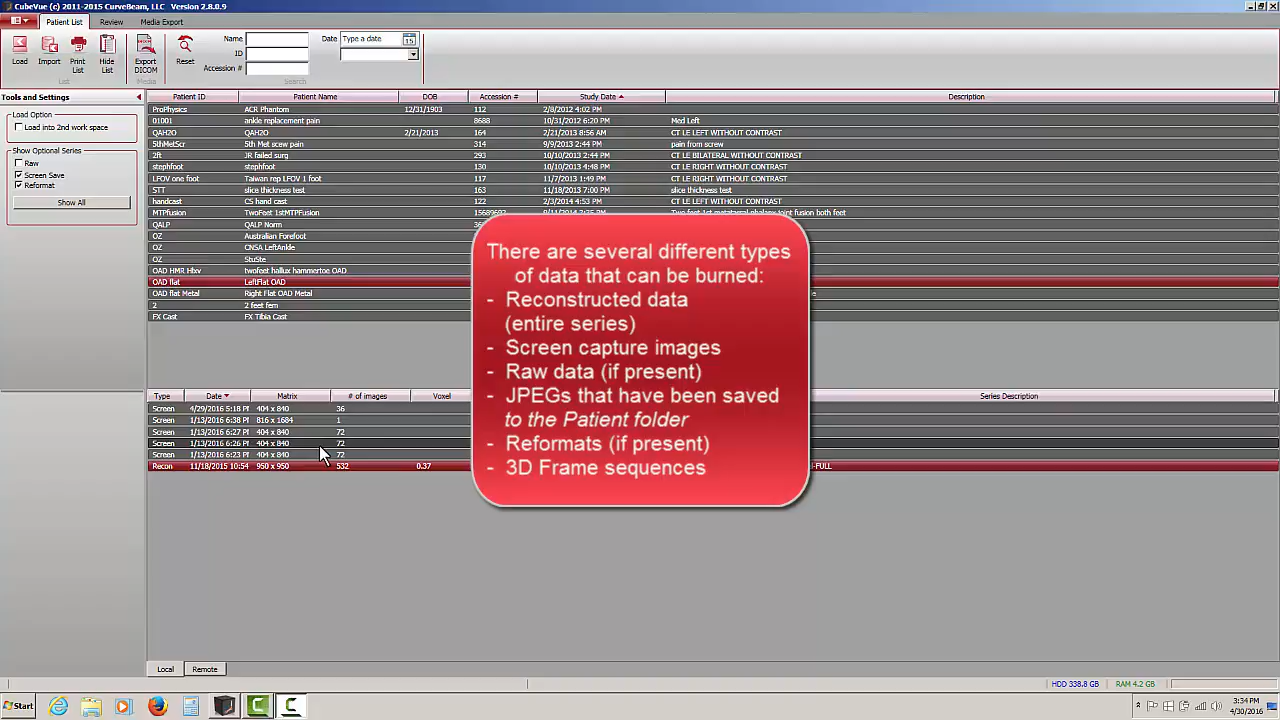 CubeVue (c) 2011-2015 CurveBeam, LLC Version 2.8.0.9
Patient List Review Media Export
Load Import Print List Hide List Export DICOM Reset
Name Date Type a date 15
ID
Accession #
List Media Search
Tools and Settings
Load Option
Load into 2nd work space
Show Optional Series
Raw
Screen Save
Reformat
Show All
Patient ID Patient Name DOB Accession # Study Date Description
ProPhysics ACR Phantom 12/31/1903 112 2/8/2012 4:02 PM
01001 ankle replacement pain 8688 10/31/2012 6:20 PM Med Left
QAH2O QAH2O 2/21/2013 164 2/21/2013 8:56 AM CT LE LEFT WITHOUT CONTRAST
5thMetScr 5th Met scew pain 314 9/9/2013 2:44 PM pain from screw
2ft JR failed surg 293 10/10/2013 2:44 PM CT LE BILATERAL WITHOUT CONTRAST
stephfoot stephfoot 130 10/10/2013 4:48 PM CT LE RIGHT WITHOUT CONTRAST
LFOV one foot Taiwan rep LFOV 1 foot 117 11/7/2013 1:49 PM CT LE RIGHT WITHOUT CONTRAST
STT slice thickness test 163 11/18/2013 7:00 PM slice thickness test
handcast CS hand cast 122 2/3/2014 4:53 PM CT LE RIGHT WITHOUT CONTRAST
MTPfusion TwoFeet 1stMTPfusion
QALP QALP Norm
OZ Australian Forefoot
OZ CNSA LeftAnkle
OZ StuSte
OAD HMR Hlxv twofeet hallux hammertoe OAD
OAD flat LeftFlat OAD
OAD flat Metal Right Flat OAD Metal
2 2 feet fem
FX Cast FX Tibia Cast
There are several different types
of data that can be burned:
- Reconstructed data
(entire series)
- Screen capture images
- Raw data (if present)
- JPEGs that have been saved
to the Patient folder
- Reformats (if present)
- 3D Frame sequences
Type Date Matrix # of images Voxel Series Description
Screen 4/29/2016 5:18 PM 404 x 840 36
Screen 1/13/2016 6:38 PM 816 x 1684 1
Screen 1/13/2016 6:27 PM 404 x 840 72
Screen 1/13/2016 6:26 PM 404 x 840 72
Screen 1/13/2016 6:23 PM 404 x 840 72
Recon 11/18/2015 10:54 950 x 950 532 0.37 -FULL
Local Remote
HDD 338.8 GB RAM 4.2 GB
Start 3:34 PM
4/30/2016